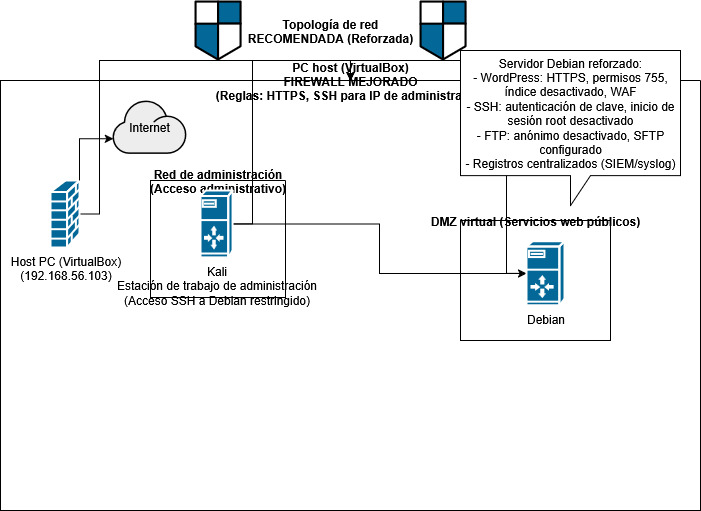 Topología de red
RECOMENDADA (Reforzada)
PC host (VirtualBox)
FIREWALL MEJORADO
(Reglas: HTTPS, SSH para IP de administra
Servidor Debian reforzado:
- WordPress: HTTPS, permisos 755,
índice desactivado, WAF
- SSH: autenticación de clave, inicio de
sesión root desactivado
- FTP: anónimo desactivado, SFTP
configurado
- Registros centralizados (SIEM/syslog)
Internet
Red de administración
(Acceso administrativo)
DMZ virtual (Servicios web públicos)
Host PC (VirtualBox)
(192.168.56.103)
Kali
Estación de trabajo de administración
(Acceso SSH a Debian restringido)
Debian